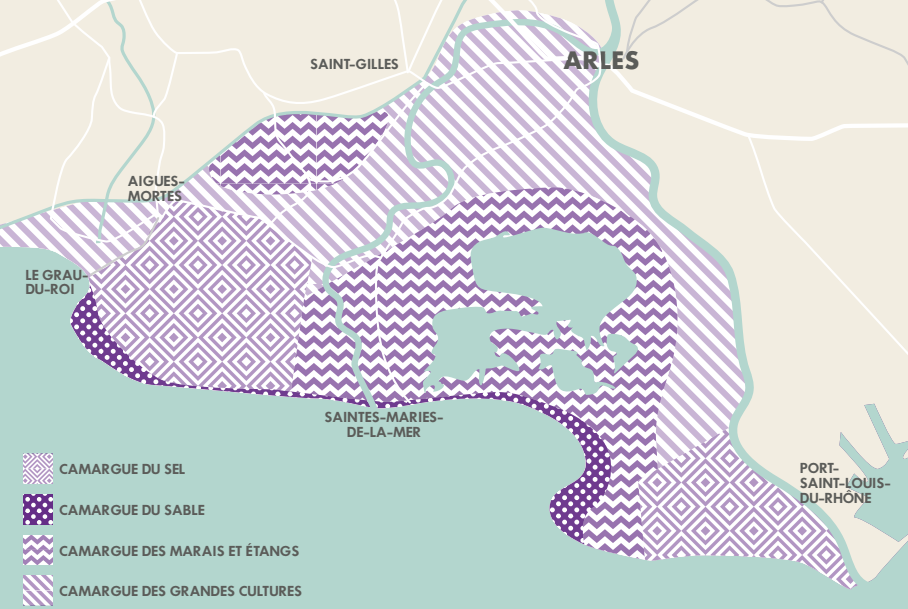 SAINT-GILLES
ARLES
AIGUES-
MORTES
LE GRAU-
DU-ROI
SAINTES-MARIES-
DE-LA-MER
PORT-
SAINT-LOUIS-
DU-RHÔNE
CAMARGUE DU SEL
CAMARGUE DU SABLE
CAMARGUE DES MARAIS ET ÉTANGS
CAMARGUE DES GRANDES CULTURES